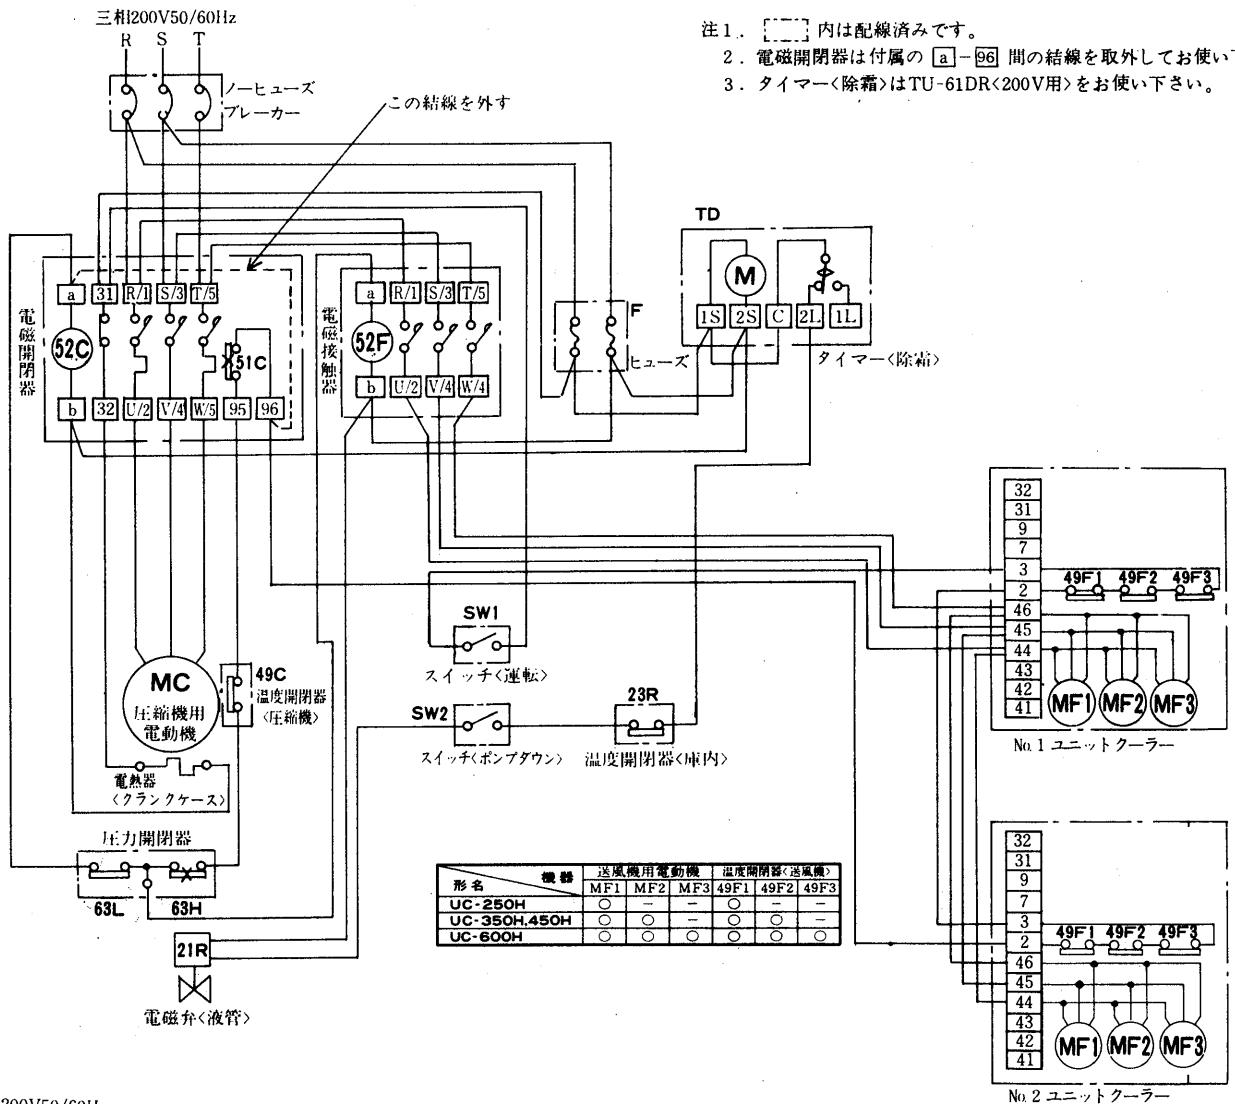 三相200V50/60Hz
R S T
ノーヒューズ
ブレーカー
この結線を外す
注1. 内は配線済みです。
2. 電磁開閉器は付属の a-96 間の結線を取外してお使い
3. タイマー〈除霜〉はTU-61DR〈200V用〉をお使い下さい。
電磁開閉器
a 31 R/1 S/3 T/5
52C
51C
b 32 U/2 V/4 W/5 95 96
電磁接触器
a R/1 S/3 T/5
52F
b U/2 V/4 W/4
F
ヒューズ
TD
M
1S 2S C 2L 1L
タイマー〈除霜〉
MC
圧縮機用
電動機
49C
温度開閉器
〈圧縮機〉
電熱器
〈クランクケース〉
圧力開閉器
63L 63H
21R
電磁弁〈液管〉
SW1
スイッチ〈運転〉
SW2
スイッチ〈ポンプダウン〉
23R
温度開閉器〈庫内〉
32
31
9
7
3
2
46
45
44
43
42
41
49F1 49F2 49F3
MF1 MF2 MF3
No.1 ユニットクーラー
32
31
9
7
3
2
46
45
44
43
42
41
49F1 49F2 49F3
MF1 MF2 MF3
No.2 ユニットクーラー
機器 送風機用電動機 温度開閉器〈送風機〉
形名 MF1 MF2 MF3 49F1 49F2 49F3
UC-250H ○ − − ○ − −
UC-350H,450H ○ ○ − ○ ○ −
UC-600H ○ ○ ○ ○ ○ ○